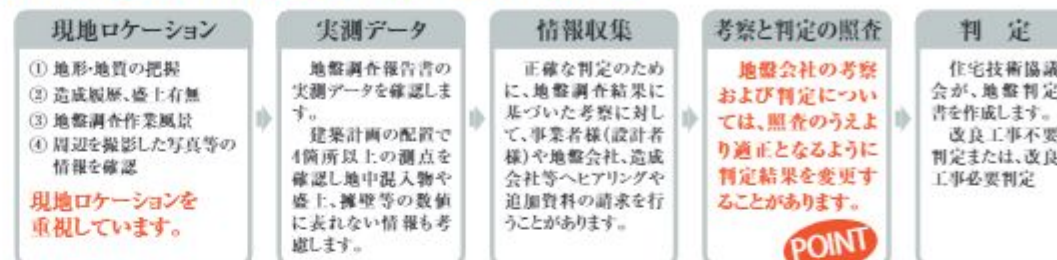 現地ロケーション
① 地形・地質の把握
② 造成履歴、盛土有無
③ 地盤調査作業風景
④ 周辺を撮影した写真等の
情報を確認
現地ロケーションを
重視しています。
実測データ
地盤調査報告書の
実測データを確認しま
す。
建築計画の配置で
4箇所以上の測点を
確認し地中混入物や
盛土、擁壁等の数値
に表れない情報も考
慮します。
情報収集
正確な判定のため
に、地盤調査結果に
基づいた考察に対し
て、事業者様(設計者
様)や地盤会社、造成
会社等へヒアリングや
追加資料の請求を行
うことがあります。
考察と判定の照査
地盤会社の考察
および判定につい
ては、照査のうえよ
り適正となるように
判定結果を変更す
ることがあります。
POINT
判 定
住宅技術協議
会が、地盤判定
書を作成します。
改良工事不要
判定または、改良
工事必要判定